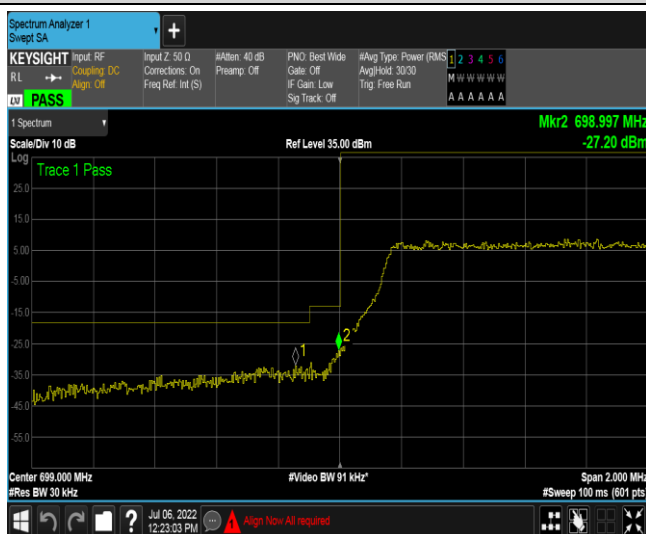 Spectrum Analyzer 1
Swept SA
+
KEYSIGHT
RL
LXI PASS
Input: RF
Coupling: DC
Align: Off
Input Z: 50 Ω
Corrections: On
Freq Ref: Int (S)
#Atten: 40 dB
Preamp: Off
PNO: Best Wide
Gate: Off
IF Gain: Low
Sig Track: Off
#Avg Type: Power (RMS
Avg|Hold: 30/30
Trig: Free Run
1 2 3 4 5 6
M W W W W W
A A A A A A
1 Spectrum
Mkr2 698.997 MHz
Scale/Div 10 dB
Ref Level 35.00 dBm
-27.20 dBm
Log
Trace 1 Pass
25.0
15.0
5.00
-5.00
-15.0
-25.0
-35.0
-45.0
-55.0
1
2
Center 699.000 MHz
#Video BW 91 kHz*
Span 2.000 MHz
#Res BW 30 kHz
#Sweep 100 ms (601 pts)
?
Jul 06, 2022
12:23:03 PM
1
Align Now All required